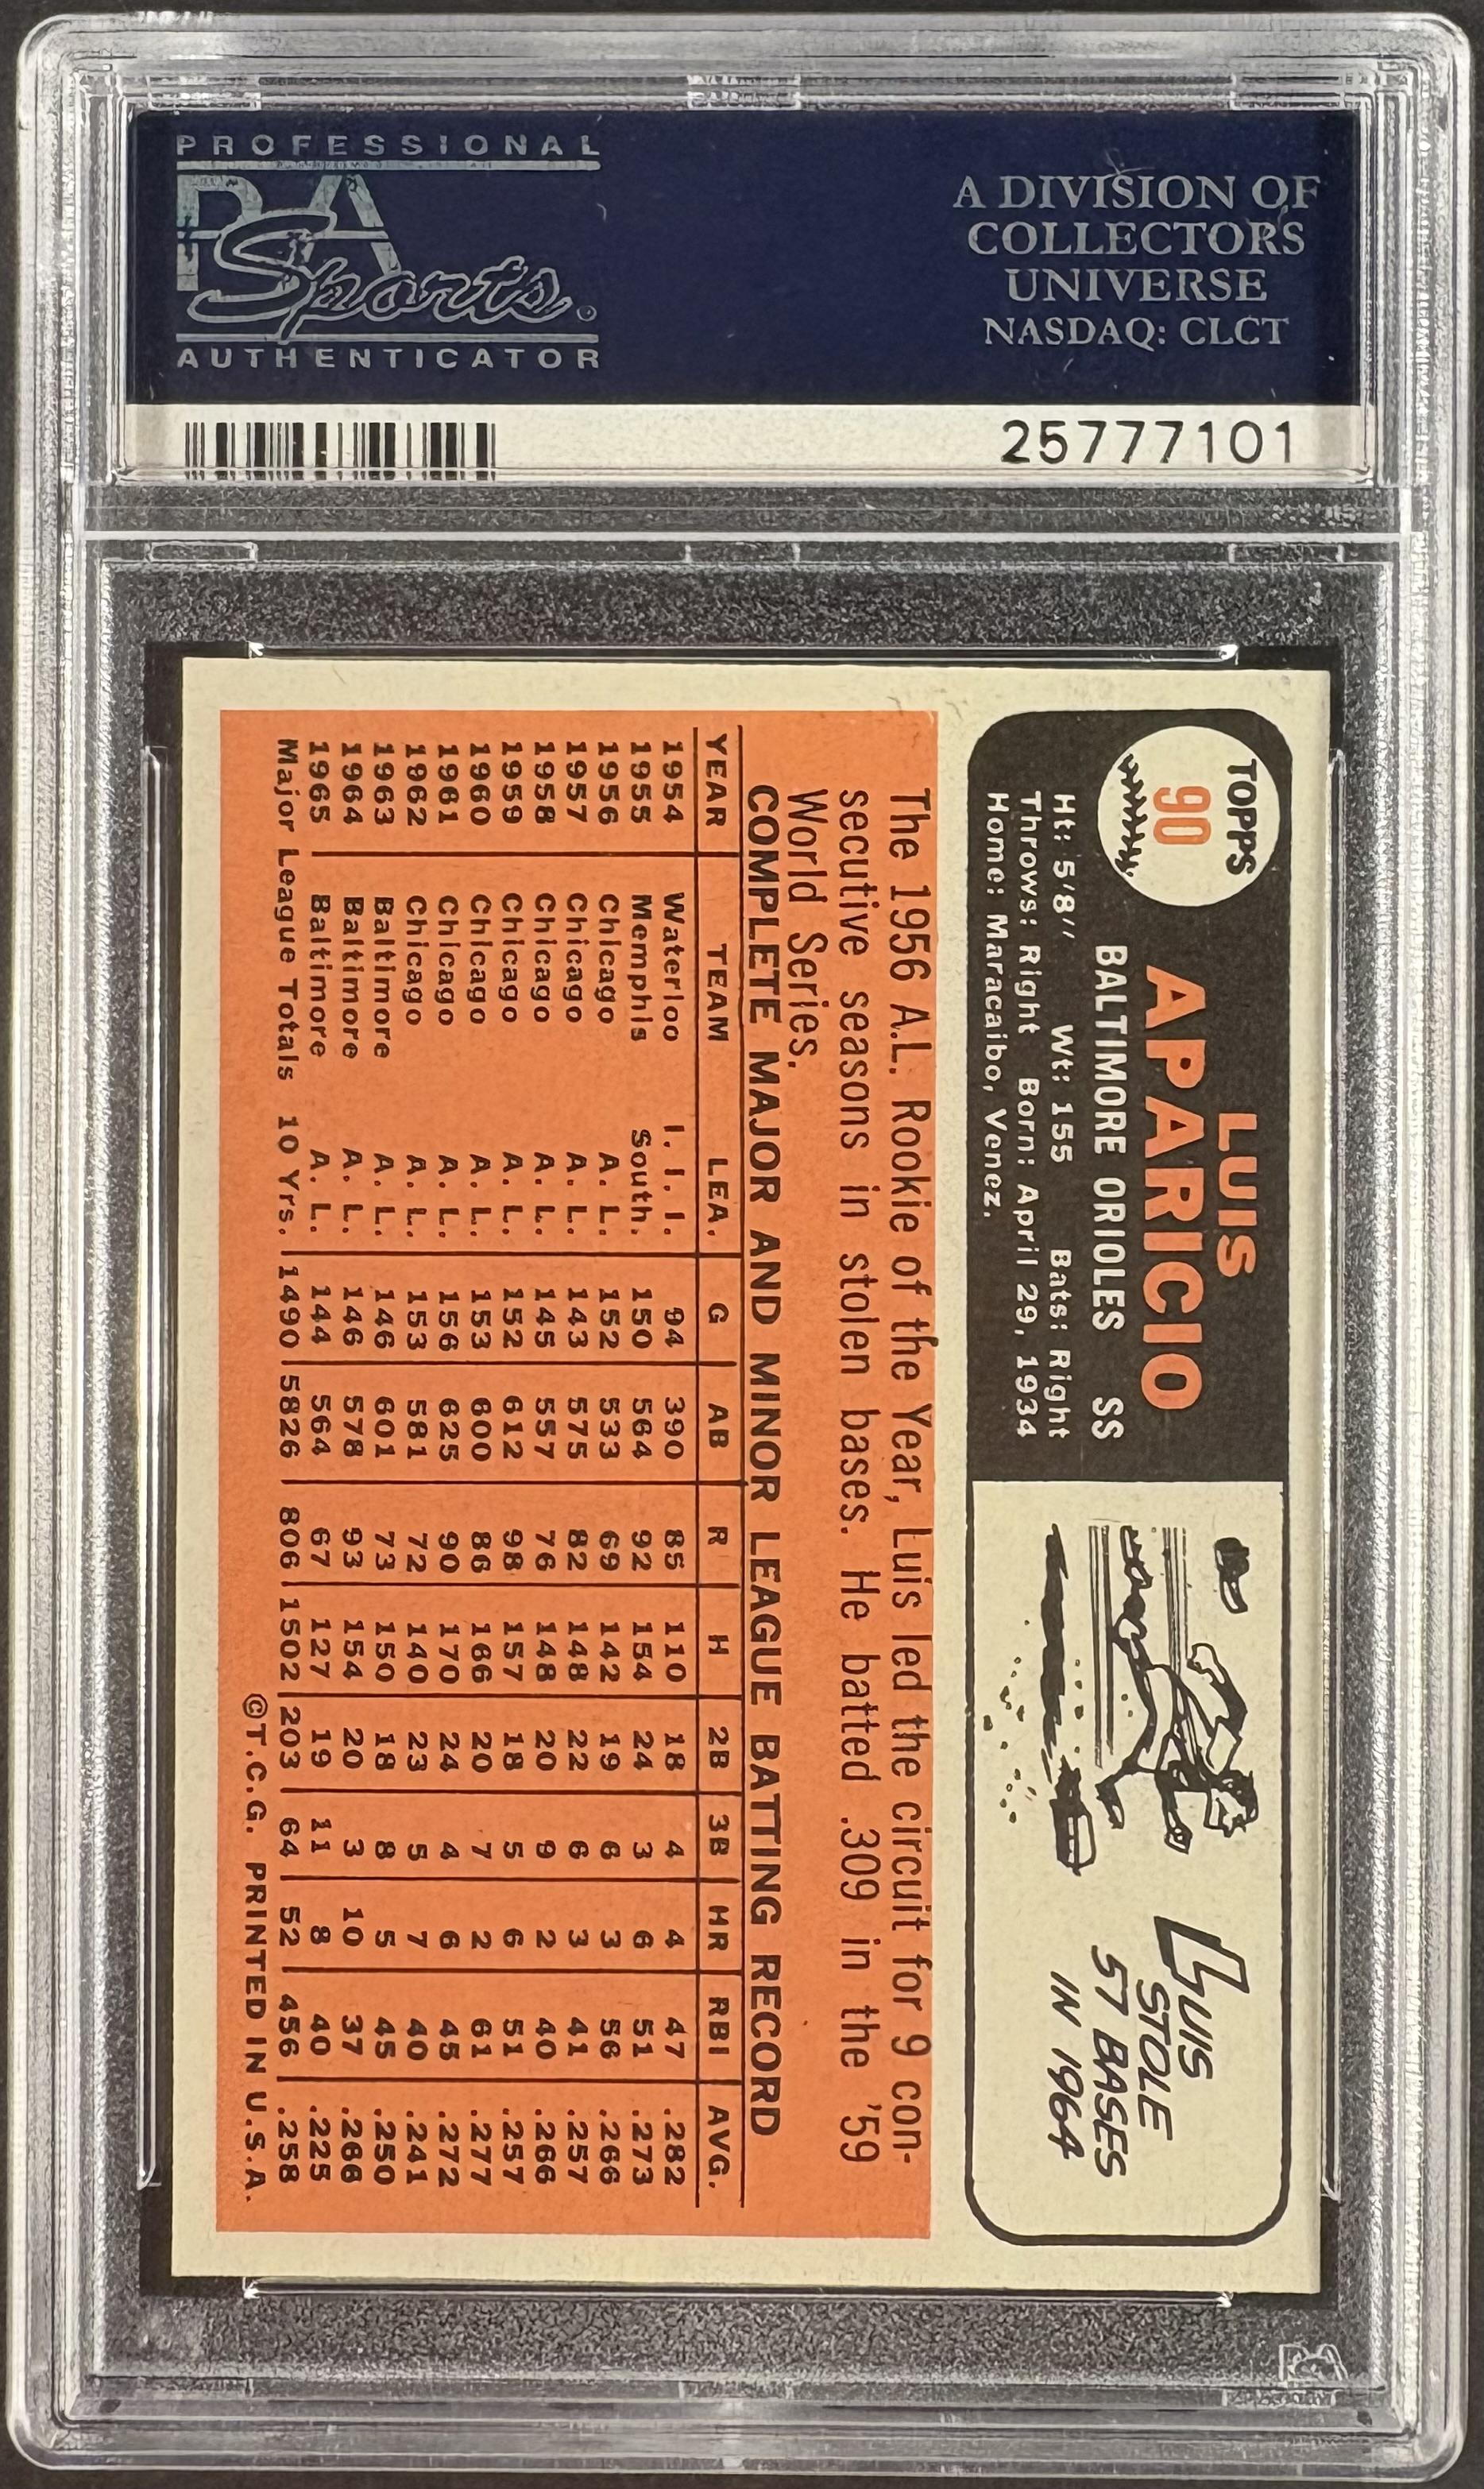 PROFESSIONAL
PSA
Sports
AUTHENTICATOR
A DIVISION OF
COLLECTORS
UNIVERSE
NASDAQ: CLCT
25777101
TOPPS
90
LUIS
APARICIO
BALTIMORE ORIOLES SS
Ht: 5'8" Wt: 155 Bats: Right
Throws: Right Born: April 29, 1934
Home: Maracaibo, Venez.
LUIS
STOLE
57 BASES
IN 1964
The 1956 A.L. Rookie of the Year, Luis led the circuit for 9 con-
secutive seasons in stolen bases. He batted .309 in the '59
World Series.
COMPLETE MAJOR AND MINOR LEAGUE BATTING RECORD
YEAR TEAM LEA. G AB R H 2B 3B HR RBI AVG.
1954 Waterloo I. I. I. 94 390 85 110 18 4 4 47 .282
1955 Memphis South. 150 564 92 154 24 3 6 51 .273
1956 Chicago A. L. 152 533 69 142 19 6 3 56 .266
1957 Chicago A. L. 143 575 82 148 22 6 3 41 .257
1958 Chicago A. L. 145 557 76 148 20 9 2 40 .266
1959 Chicago A. L. 152 612 98 157 18 5 6 51 .257
1960 Chicago A. L. 153 600 86 166 20 7 2 61 .277
1961 Chicago A. L. 156 625 90 170 24 4 6 45 .272
1962 Chicago A. L. 153 581 72 140 23 5 7 40 .241
1963 Baltimore A. L. 146 601 73 150 18 8 5 45 .250
1964 Baltimore A. L. 146 578 93 154 20 3 10 37 .266
1965 Baltimore A. L. 144 564 67 127 19 11 8 40 .225
Major League Totals 10 Yrs. 1490 5826 806 1502 203 64 52 456 .258
©T.C.G. PRINTED IN U.S.A.
PSA